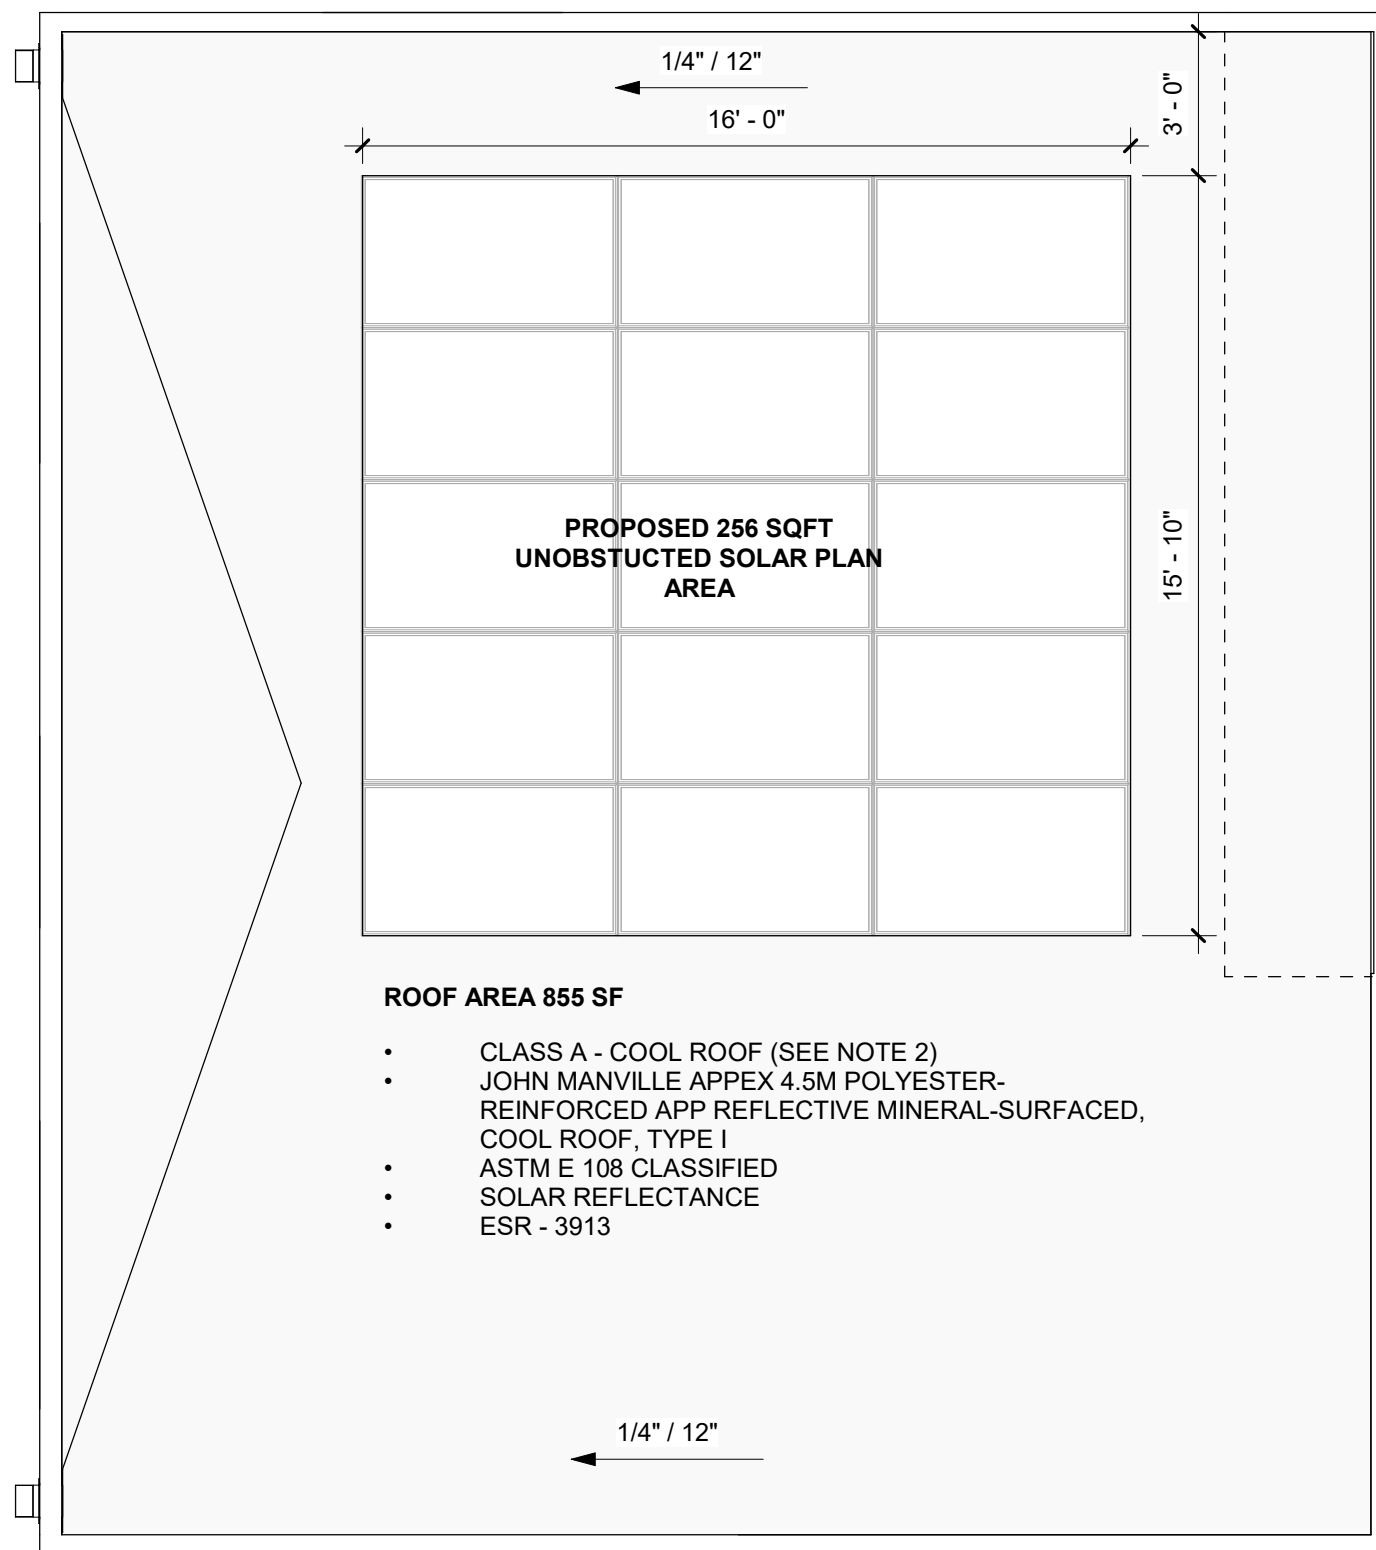 1/4" / 12"
16' - 0"
3' - 0"
PROPOSED 256 SQFT
UNOBSTUCTED SOLAR PLAN
AREA
15' - 10"
ROOF AREA 855 SF
• CLASS A - COOL ROOF (SEE NOTE 2)
• JOHN MANVILLE APPEX 4.5M POLYESTER-
REINFORCED APP REFLECTIVE MINERAL-SURFACED,
COOL ROOF, TYPE I
• ASTM E 108 CLASSIFIED
• SOLAR REFLECTANCE
• ESR - 3913
1/4" / 12"